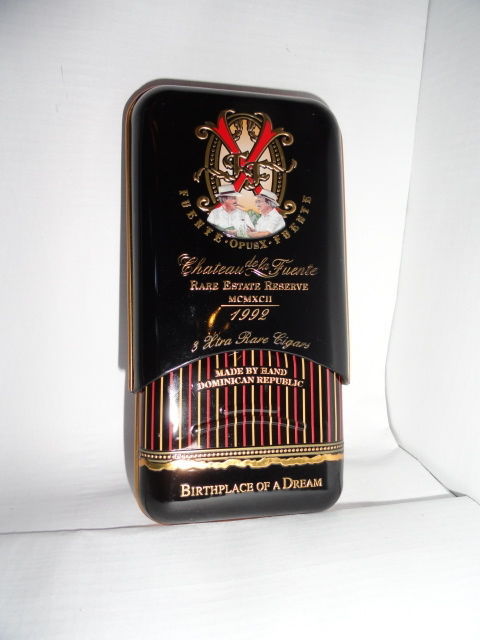 FUENTE · OPUSX · FUENTE
Chateau de la Fuente
RARE ESTATE RESERVE
MCMXCII
1992
3 Xtra Rare Cigars
MADE BY HAND
DOMINICAN REPUBLIC
BIRTHPLACE OF A DREAM